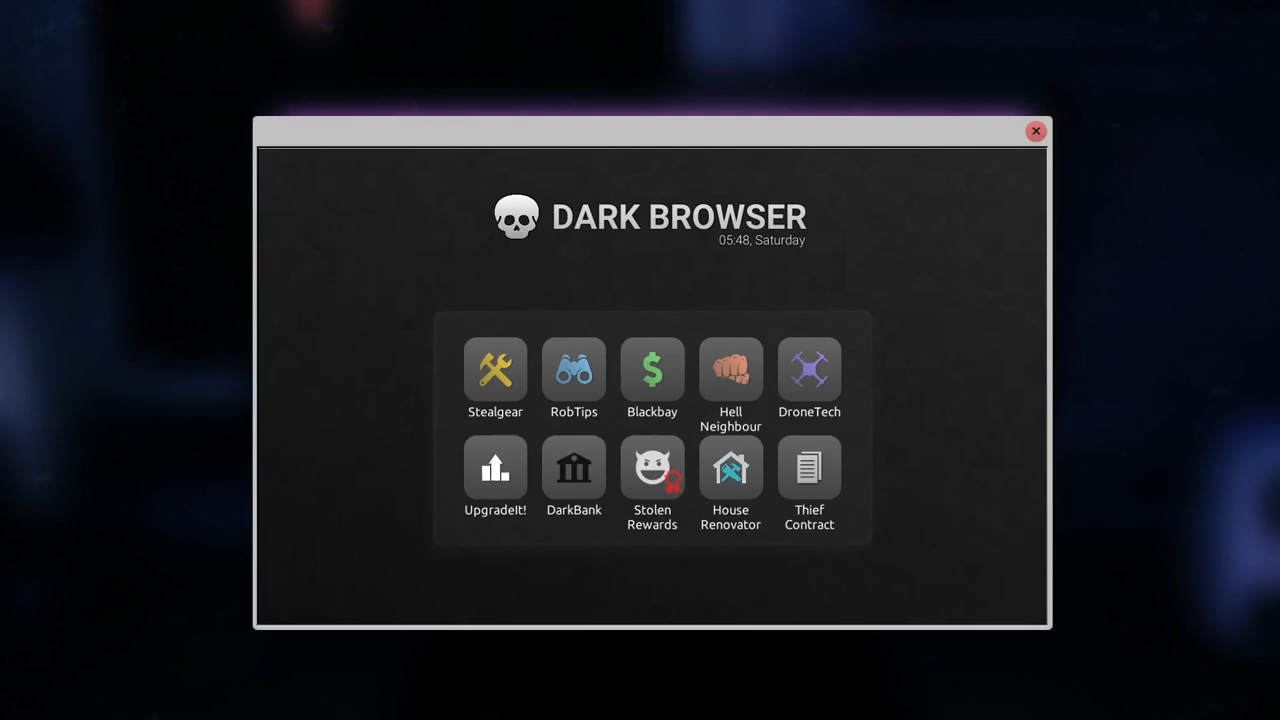 DARK BROWSER
05:48, Saturday
Stealgear
RobTips
Blackbay
Hell
Neighbour
DroneTech
UpgradeIt!
DarkBank
Stolen
Rewards
House
Renovator
Thief
Contract